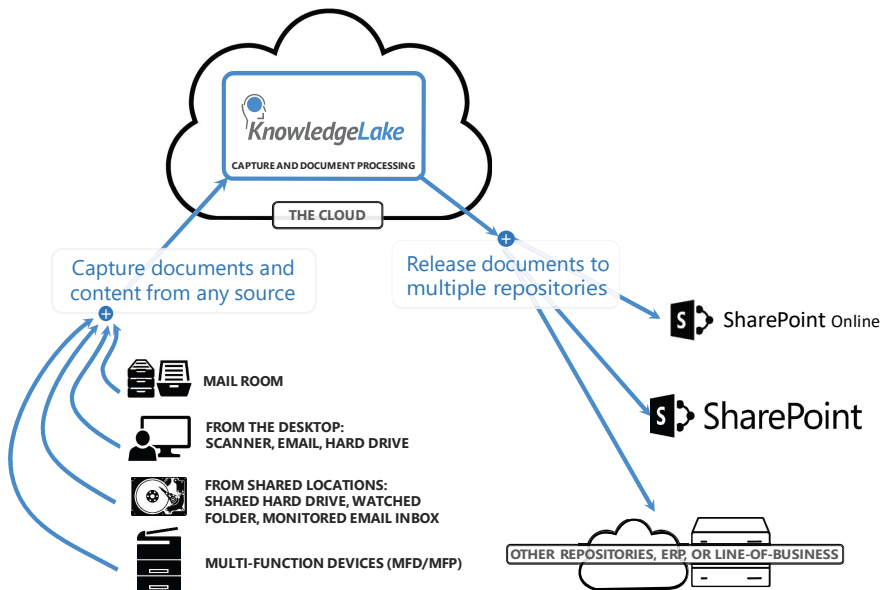 KnowledgeLake
CAPTURE AND DOCUMENT PROCESSING
THE CLOUD
Capture documents and
content from any source
Release documents to
multiple repositories
S SharePoint Online
MAIL ROOM
FROM THE DESKTOP:
SCANNER, EMAIL, HARD DRIVE
S SharePoint
FROM SHARED LOCATIONS:
SHARED HARD DRIVE, WATCHED
FOLDER, MONITORED EMAIL INBOX
MULTI-FUNCTION DEVICES (MFD/MFP)
OTHER REPOSITORIES, ERP, OR LINE-OF-BUSINESS